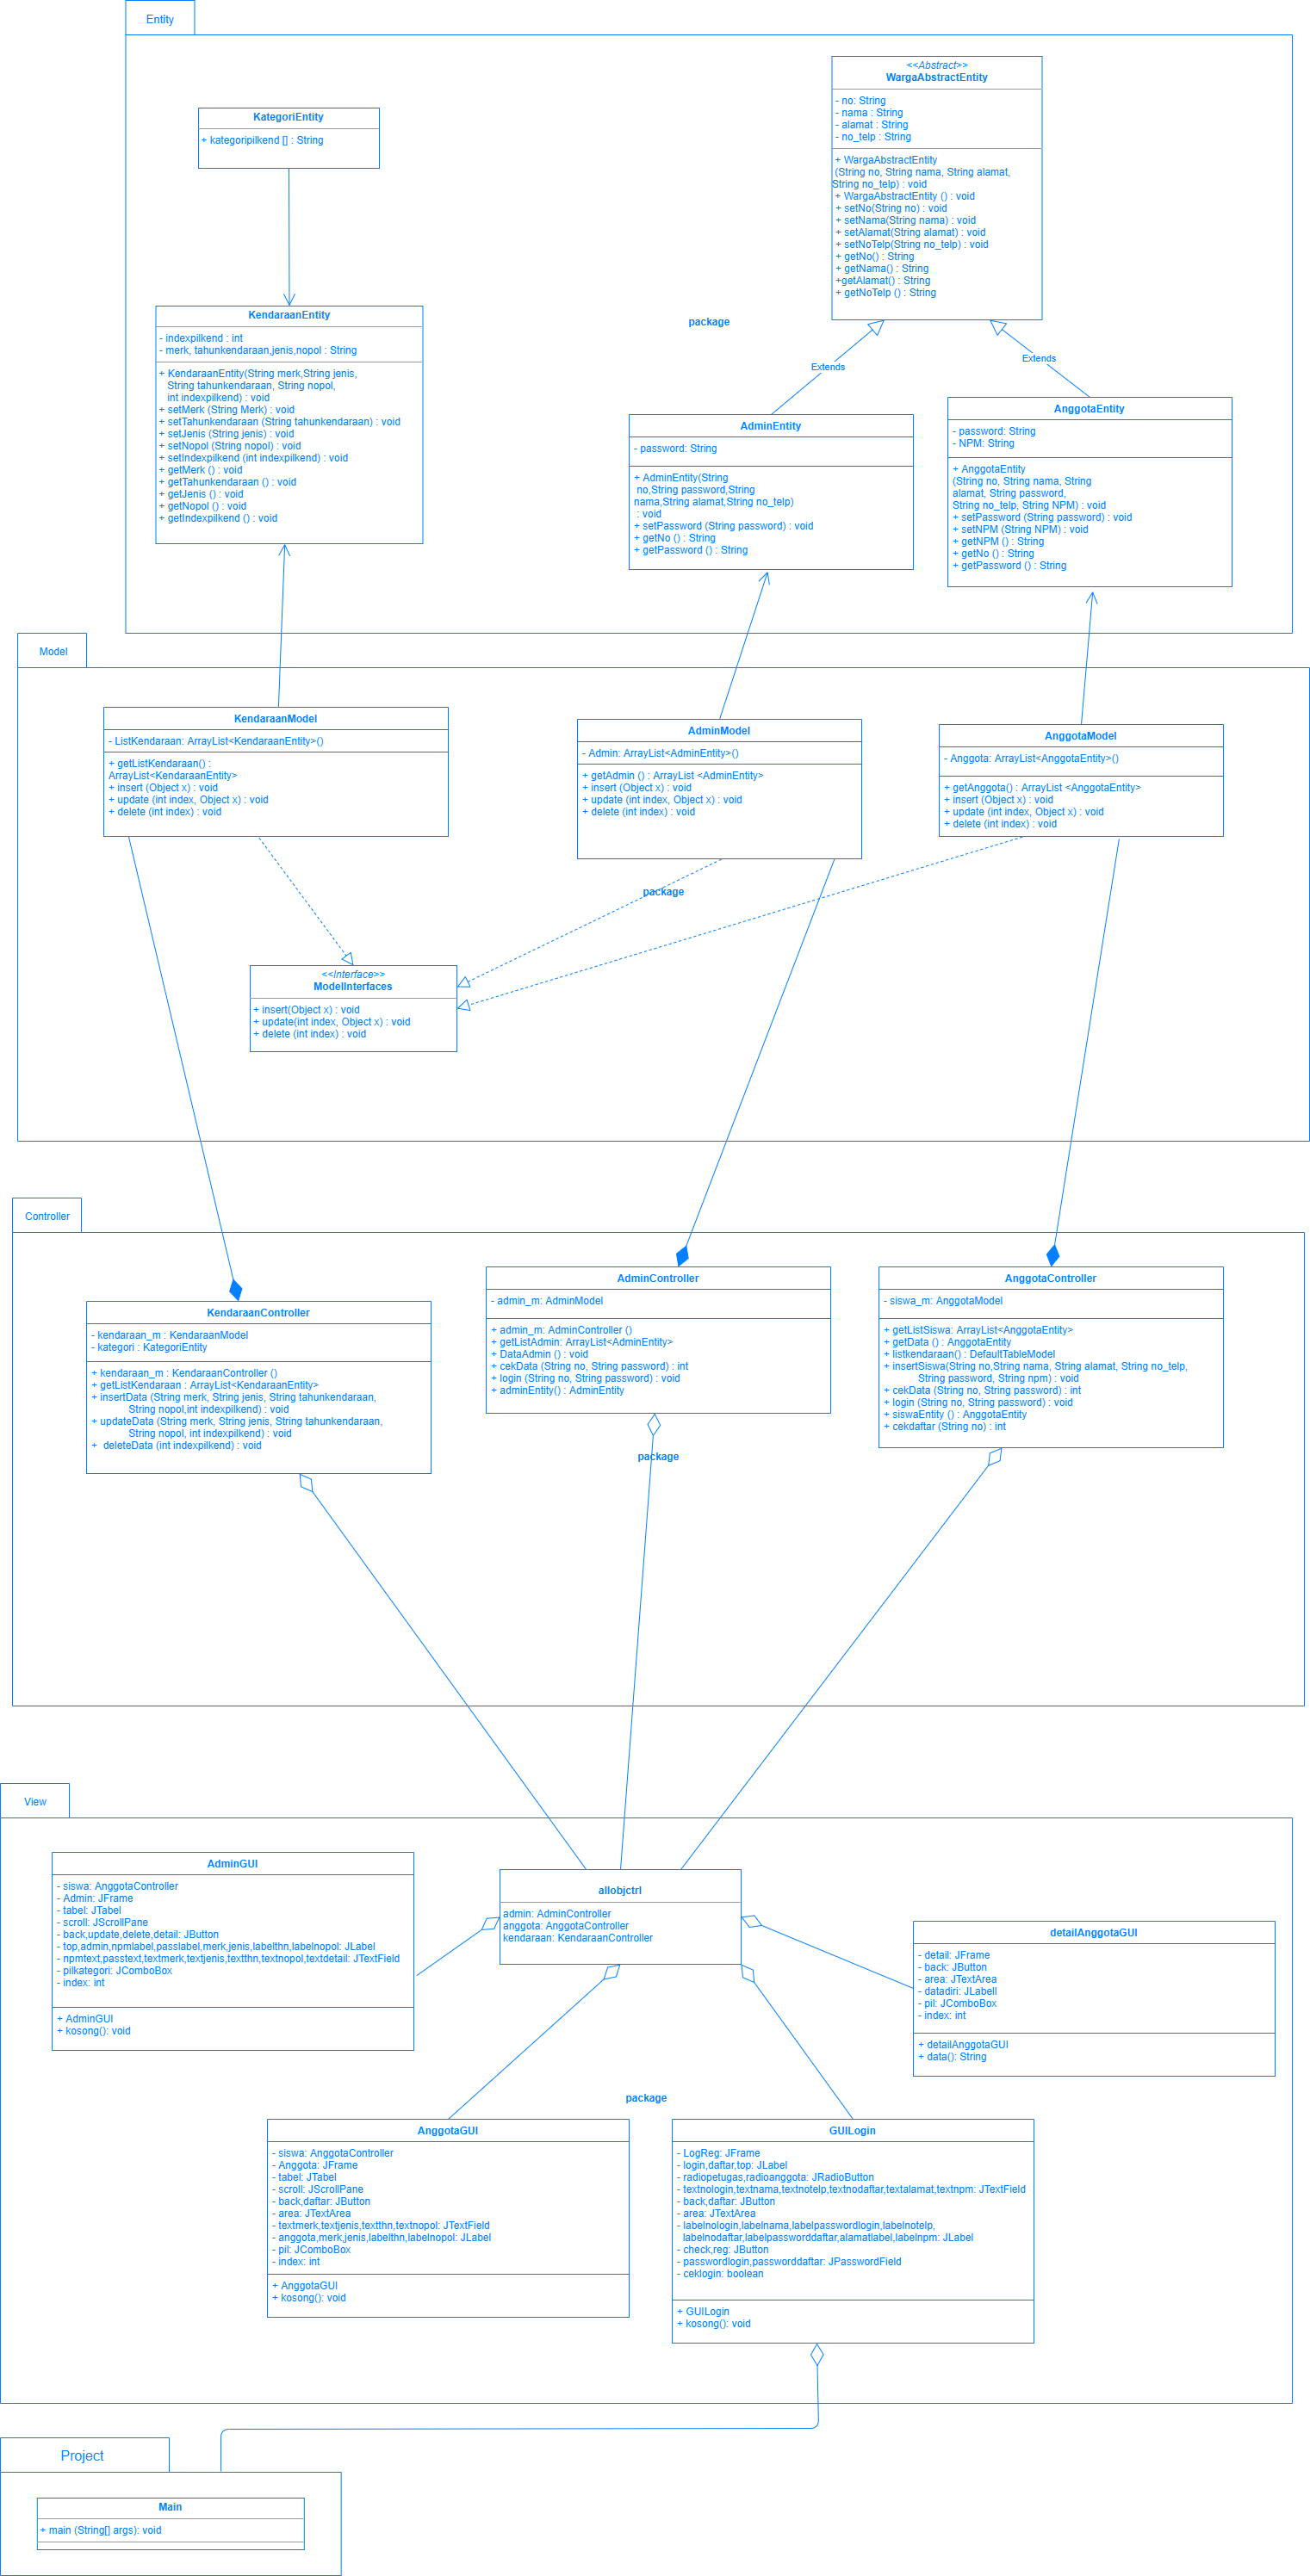 Entity
<<Abstract>>
WargaAbstractEntity
- no: String
- nama : String
- alamat : String
- no_telp : String
+ WargaAbstractEntity
(String no, String nama, String alamat,
String no_telp) : void
+ WargaAbstractEntity () : void
+ setNo(String no) : void
+ setNama(String nama) : void
+ setAlamat(String alamat) : void
+ setNoTelp(String no_telp) : void
+ getNo() : String
+ getNama() : String
+getAlamat() : String
+ getNoTelp () : String
KategoriEntity
+ kategoripilkend [] : String
KendaraanEntity
- indexpilkend : int
- merk, tahunkendaraan,jenis,nopol : String
+ KendaraanEntity(String merk,String jenis,
String tahunkendaraan, String nopol,
int indexpilkend) : void
+ setMerk (String Merk) : void
+ setTahunkendaraan (String tahunkendaraan) : void
+ setJenis (String jenis) : void
+ setNopol (String nopol) : void
+ setIndexpilkend (int indexpilkend) : void
+ getMerk () : void
+ getTahunkendaraan () : void
+ getJenis () : void
+ getNopol () : void
+ getIndexpilkend () : void
package
Extends
Extends
AdminEntity
- password: String
+ AdminEntity(String
no,String password,String
nama,String alamat,String no_telp)
: void
+ setPassword (String password) : void
+ getNo () : String
+ getPassword () : String
AnggotaEntity
- password: String
- NPM: String
+ AnggotaEntity
(String no, String nama, String
alamat, String password,
String no_telp, String NPM) : void
+ setPassword (String password) : void
+ setNPM (String NPM) : void
+ getNPM () : String
+ getNo () : String
+ getPassword () : String
Model
KendaraanModel
- ListKendaraan: ArrayList<KendaraanEntity>()
+ getListKendaraan() :
ArrayList<KendaraanEntity>
+ insert (Object x) : void
+ update (int index, Object x) : void
+ delete (int index) : void
AdminModel
- Admin: ArrayList<AdminEntity>()
+ getAdmin () : ArrayList <AdminEntity>
+ insert (Object x) : void
+ update (int index, Object x) : void
+ delete (int index) : void
AnggotaModel
- Anggota: ArrayList<AnggotaEntity>()
+ getAnggota() : ArrayList <AnggotaEntity>
+ insert (Object x) : void
+ update (int index, Object x) : void
+ delete (int index) : void
package
<<Interface>>
ModelInterfaces
+ insert(Object x) : void
+ update(int index, Object x) : void
+ delete (int index) : void
Controller
KendaraanController
- kendaraan_m : KendaraanModel
- kategori : KategoriEntity
+ kendaraan_m : KendaraanController ()
+ getListKendaraan : ArrayList<KendaraanEntity>
+ insertData (String merk, String jenis, String tahunkendaraan,
String nopol,int indexpilkend) : void
+ updateData (String merk, String jenis, String tahunkendaraan,
String nopol, int indexpilkend) : void
+  deleteData (int indexpilkend) : void
AdminController
- admin_m: AdminModel
+ admin_m: AdminController ()
+ getListAdmin: ArrayList<AdminEntity>
+ DataAdmin () : void
+ cekData (String no, String password) : int
+ login (String no, String password) : void
+ adminEntity() : AdminEntity
AnggotaController
- siswa_m: AnggotaModel
+ getListSiswa: ArrayList<AnggotaEntity>
+ getData () : AnggotaEntity
+ listkendaraan() : DefaultTableModel
+ insertSiswa(String no,String nama, String alamat, String no_telp,
String password, String npm) : void
+ cekData (String no, String password) : int
+ login (String no, String password) : void
+ siswaEntity () : AnggotaEntity
+ cekdaftar (String no) : int
package
View
AdminGUI
- siswa: AnggotaController
- Admin: JFrame
- tabel: JTabel
- scroll: JScrollPane
- back,update,delete,detail: JButton
- top,admin,npmlabel,passlabel,merk,jenis,labelthn,labelnopol: JLabel
- npmtext,passtext,textmerk,textjenis,textthn,textnopol,textdetail: JTextField
- pilkategori: JComboBox
- index: int
+ AdminGUI
+ kosong(): void
allobjctrl
admin: AdminController
anggota: AnggotaController
kendaraan: KendaraanController
detailAnggotaGUI
- detail: JFrame
- back: JButton
- area: JTextArea
- datadiri: JLabell
- pil: JComboBox
- index: int
+ detailAnggotaGUI
+ data(): String
package
AnggotaGUI
- siswa: AnggotaController
- Anggota: JFrame
- tabel: JTabel
- scroll: JScrollPane
- back,daftar: JButton
- area: JTextArea
- textmerk,textjenis,textthn,textnopol: JTextField
- anggota,merk,jenis,labelthn,labelnopol: JLabel
- pil: JComboBox
- index: int
+ AnggotaGUI
+ kosong(): void
GUILogin
- LogReg: JFrame
- login,daftar,top: JLabel
- radiopetugas,radioanggota: JRadioButton
- textnologin,textnama,textnotelp,textnodaftar,textalamat,textnpm: JTextField
- back,daftar: JButton
- area: JTextArea
- labelnologin,labelnama,labelpasswordlogin,labelnotelp,
labelnodaftar,labelpassworddaftar,alamatlabel,labelnpm: JLabel
- check,reg: JButton
- passwordlogin,passworddaftar: JPasswordField
- ceklogin: boolean
+ GUILogin
+ kosong(): void
Project
Main
+ main (String[] args): void